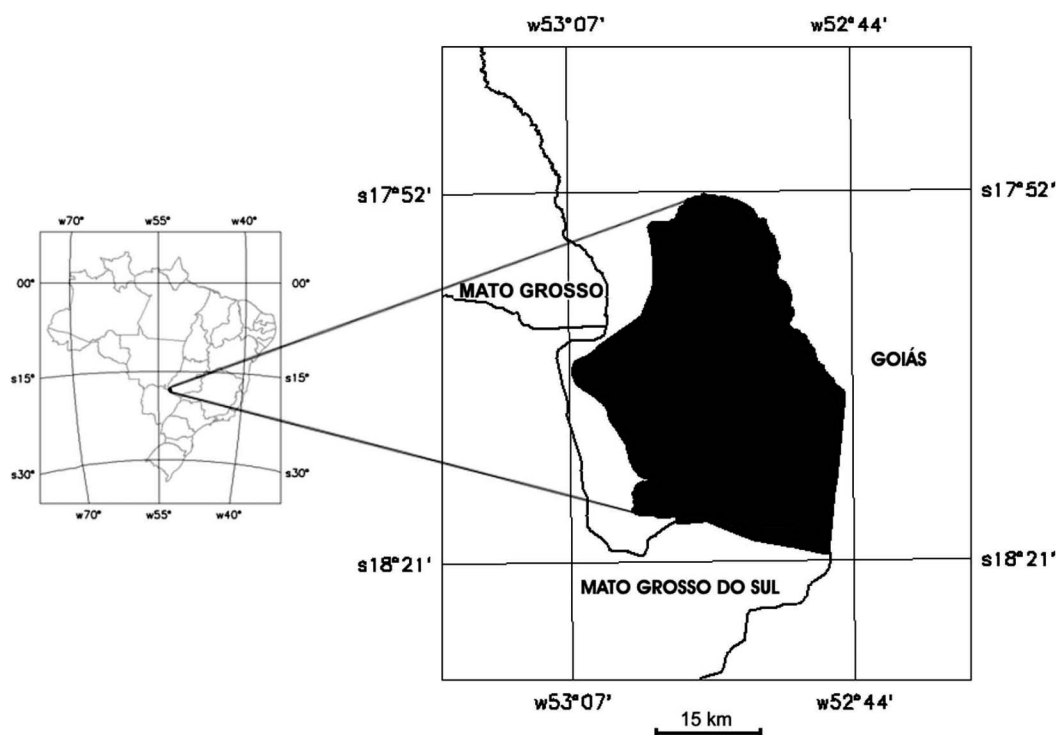 w53°07' w52°44'
s17°52' s17°52'
w70° w55° w40°
00° 00°
MATO GROSSO
GOIÁS
s15° s15°
s30° s30°
w70° w55° w40°
s18°21' s18°21'
MATO GROSSO DO SUL
w53°07' w52°44'
15 km